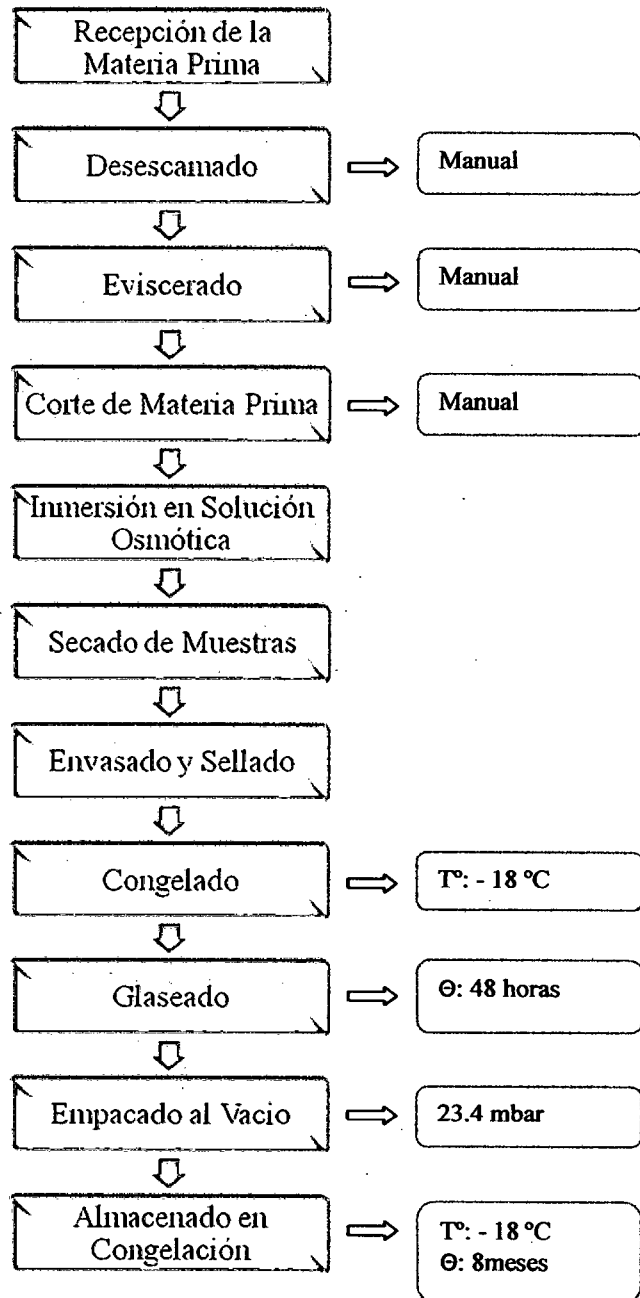 Recepción de la
Materia Prima
Desescamado
Manual
Eviscerado
Manual
Corte de Materia Prima
Manual
Inmersión en Solución
Osmótica
Secado de Muestras
Envasado y Sellado
Congelado
Tº: - 18 ºC
Glaseado
Θ: 48 horas
Empacado al Vacio
23.4 mbar
Almacenado en
Congelación
Tº: - 18 ºC
Θ: 8meses